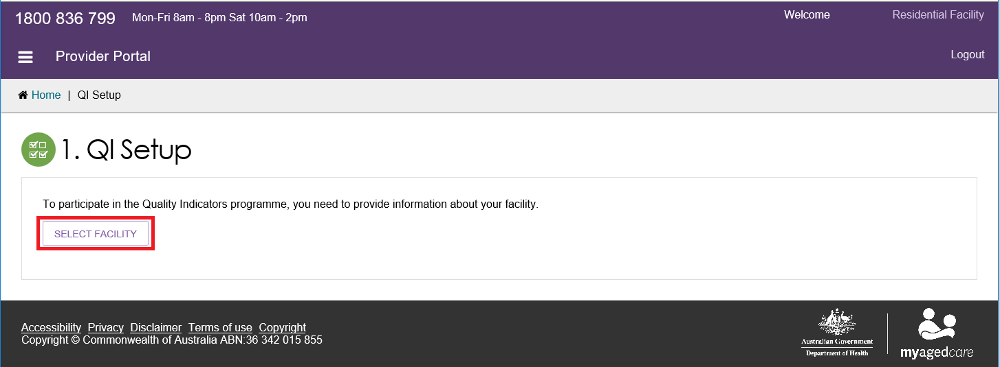 1800 836 799 Mon-Fri 8am - 8pm Sat 10am - 2pm Welcome Residential Facility
Provider Portal Logout
Home | QI Setup
1. QI Setup
To participate in the Quality Indicators programme, you need to provide information about your facility.
SELECT FACILITY
Accessibility Privacy Disclaimer Terms of use Copyright
Copyright © Commonwealth of Australia ABN:36 342 015 855
Australian Government
Department of Health
myagedcare